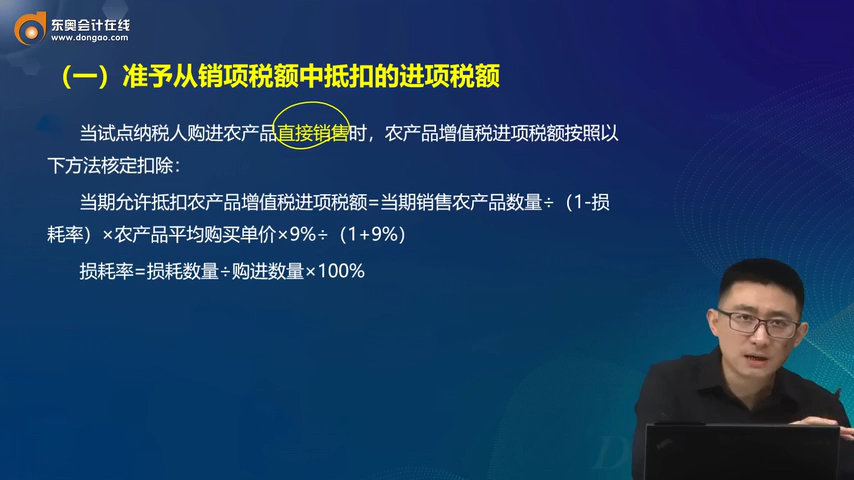 东奥会计在线
www.dongao.com
（一）准予从销项税额中抵扣的进项税额
当试点纳税人购进农产品直接销售时，农产品增值税进项税额按照以
下方法核定扣除：
当期允许抵扣农产品增值税进项税额=当期销售农产品数量÷（1-损
耗率）×农产品平均购买单价×9%÷（1+9%）
损耗率=损耗数量÷购进数量×100%